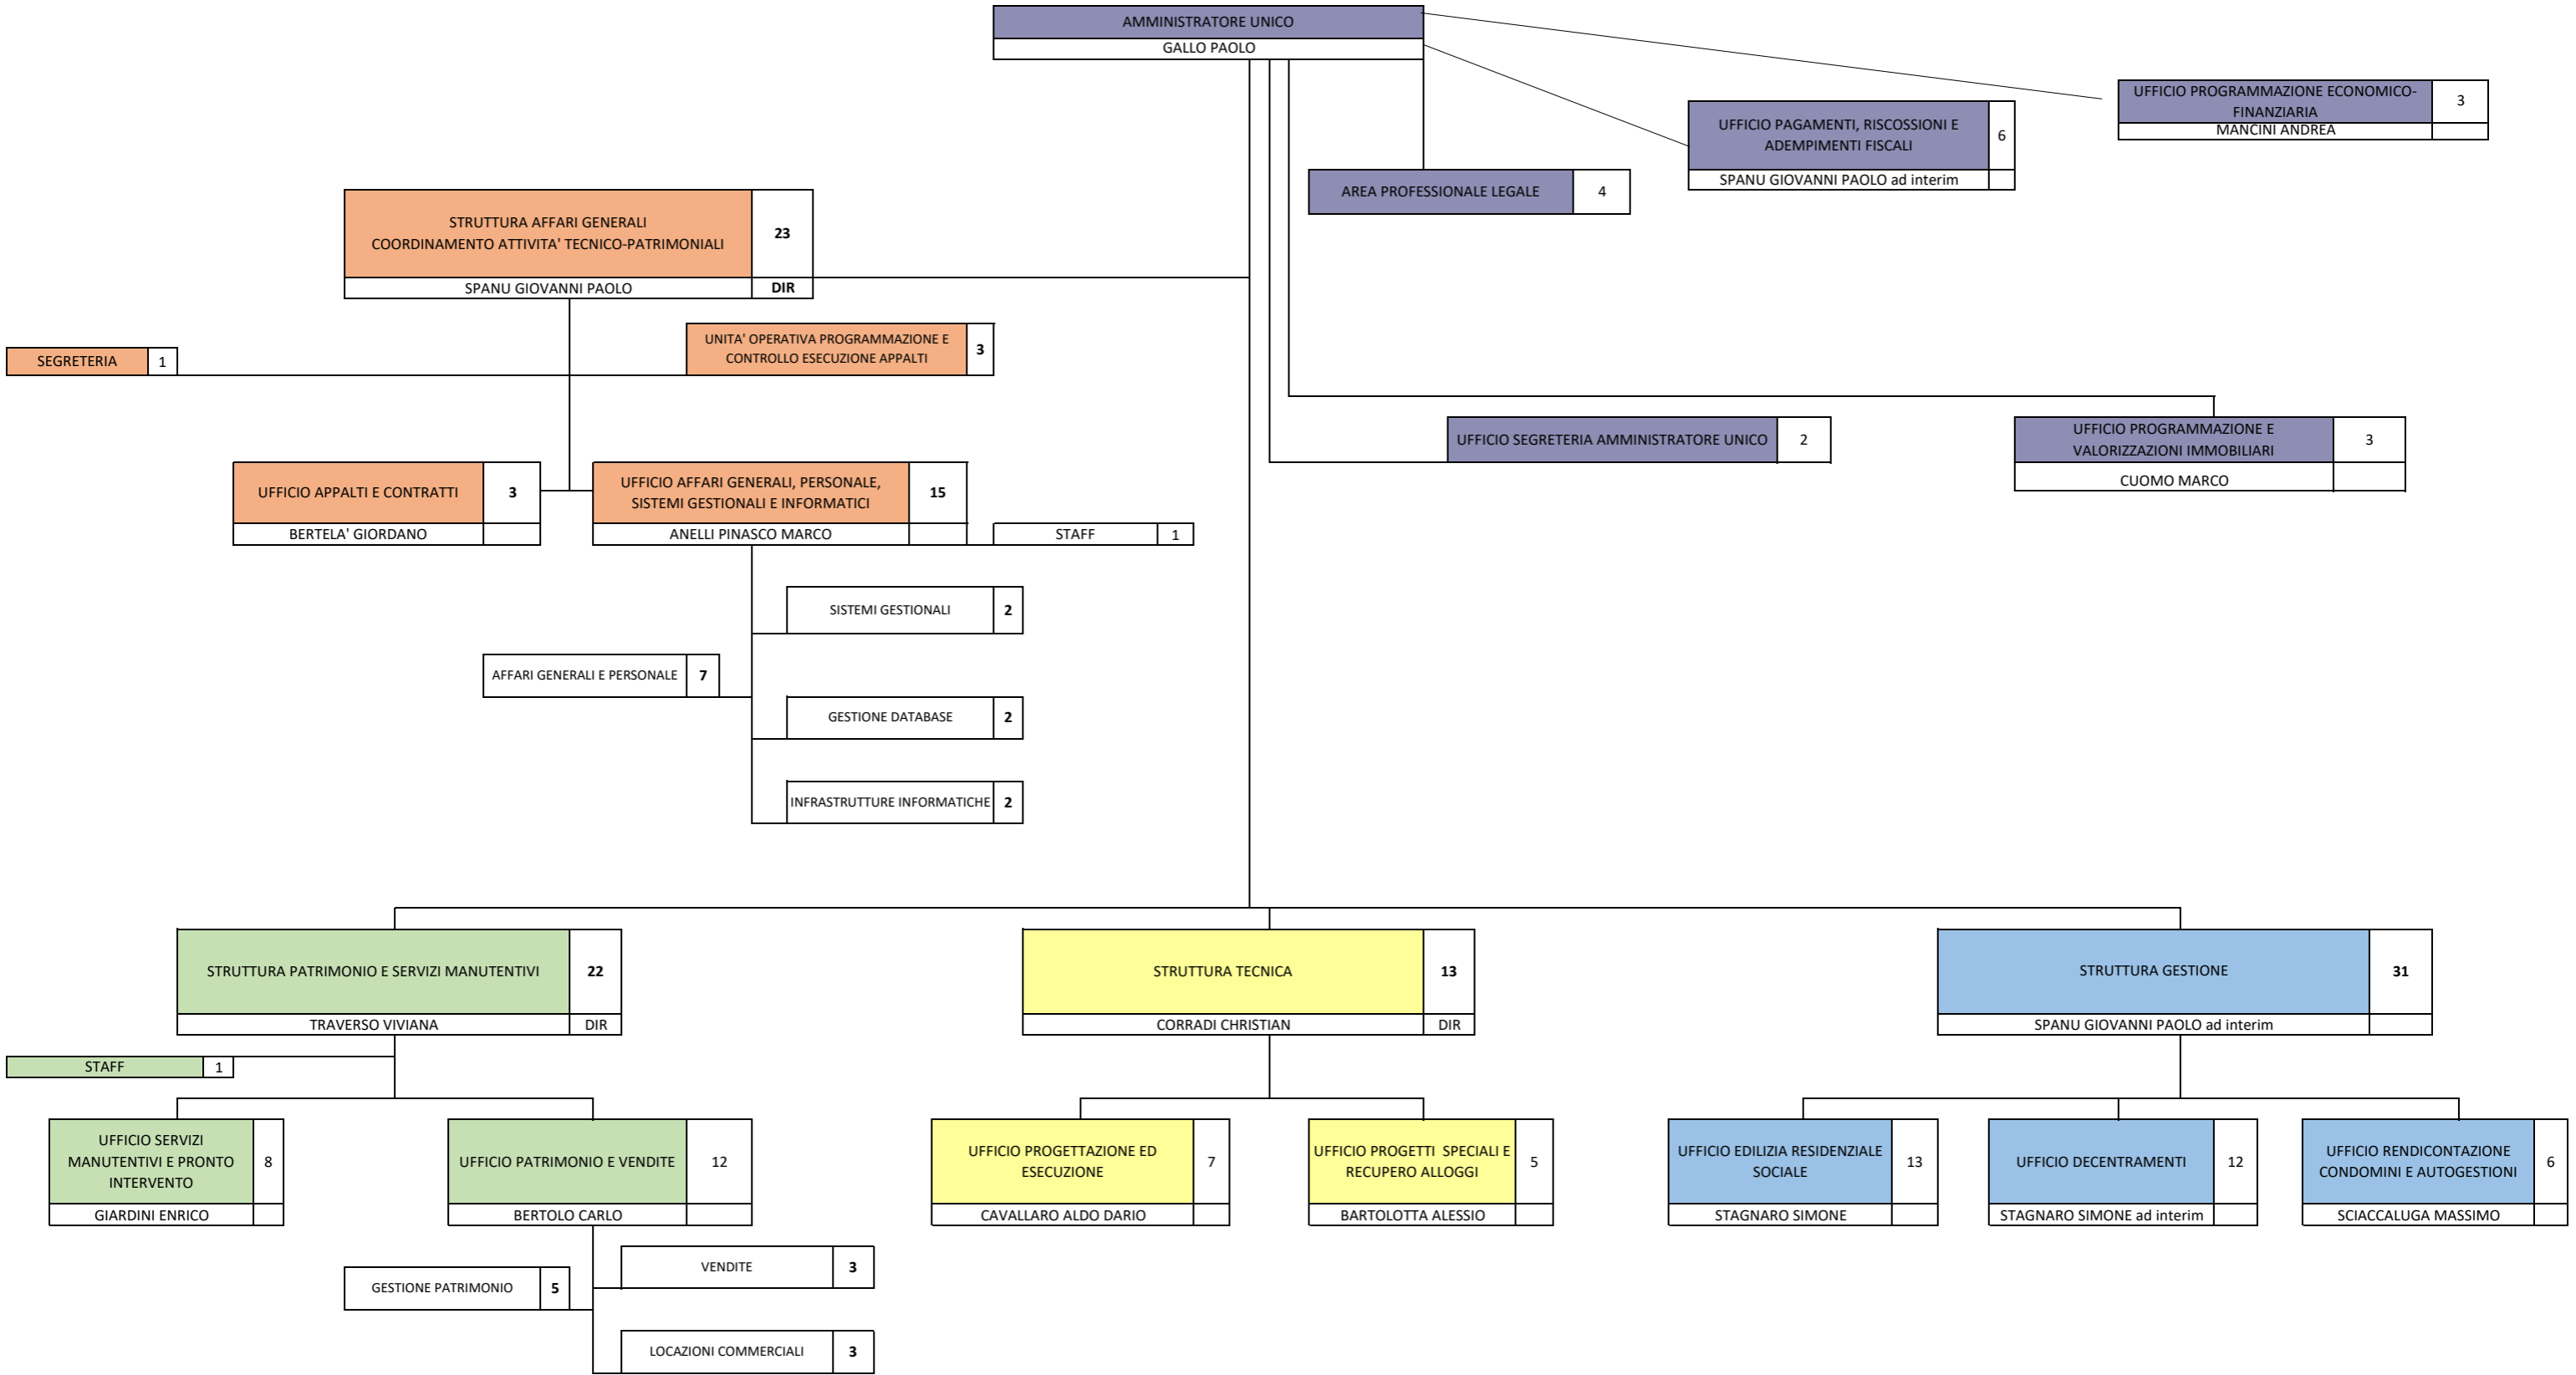 AMMINISTRATORE UNICO
GALLO PAOLO
UFFICIO PROGRAMMAZIONE ECONOMICO-
FINANZIARIA
3
MANCINI ANDREA
UFFICIO PAGAMENTI, RISCOSSIONI E
ADEMPIMENTI FISCALI
6
SPANU GIOVANNI PAOLO ad interim
AREA PROFESSIONALE LEGALE
4
STRUTTURA AFFARI GENERALI
COORDINAMENTO ATTIVITA' TECNICO-PATRIMONIALI
23
SPANU GIOVANNI PAOLO
DIR
SEGRETERIA
1
UNITA' OPERATIVA PROGRAMMAZIONE E
CONTROLLO ESECUZIONE APPALTI
3
UFFICIO SEGRETERIA AMMINISTRATORE UNICO
2
UFFICIO PROGRAMMAZIONE E
VALORIZZAZIONI IMMOBILIARI
3
CUOMO MARCO
UFFICIO APPALTI E CONTRATTI
3
BERTELA' GIORDANO
UFFICIO AFFARI GENERALI, PERSONALE,
SISTEMI GESTIONALI E INFORMATICI
15
ANELLI PINASCO MARCO
STAFF
1
SISTEMI GESTIONALI
2
AFFARI GENERALI E PERSONALE
7
GESTIONE DATABASE
2
INFRASTRUTTURE INFORMATICHE
2
STRUTTURA PATRIMONIO E SERVIZI MANUTENTIVI
22
TRAVERSO VIVIANA
DIR
STRUTTURA TECNICA
13
CORRADI CHRISTIAN
DIR
STRUTTURA GESTIONE
31
SPANU GIOVANNI PAOLO ad interim
STAFF
1
UFFICIO SERVIZI
MANUTENTIVI E PRONTO
INTERVENTO
8
GIARDINI ENRICO
UFFICIO PATRIMONIO E VENDITE
12
BERTOLO CARLO
UFFICIO PROGETTAZIONE ED
ESECUZIONE
7
CAVALLARO ALDO DARIO
UFFICIO PROGETTI  SPECIALI E
RECUPERO ALLOGGI
5
BARTOLOTTA ALESSIO
UFFICIO EDILIZIA RESIDENZIALE
SOCIALE
13
STAGNARO SIMONE
UFFICIO DECENTRAMENTI
12
STAGNARO SIMONE ad interim
UFFICIO RENDICONTAZIONE
CONDOMINI E AUTOGESTIONI
6
SCIACCALUGA MASSIMO
VENDITE
3
GESTIONE PATRIMONIO
5
LOCAZIONI COMMERCIALI
3